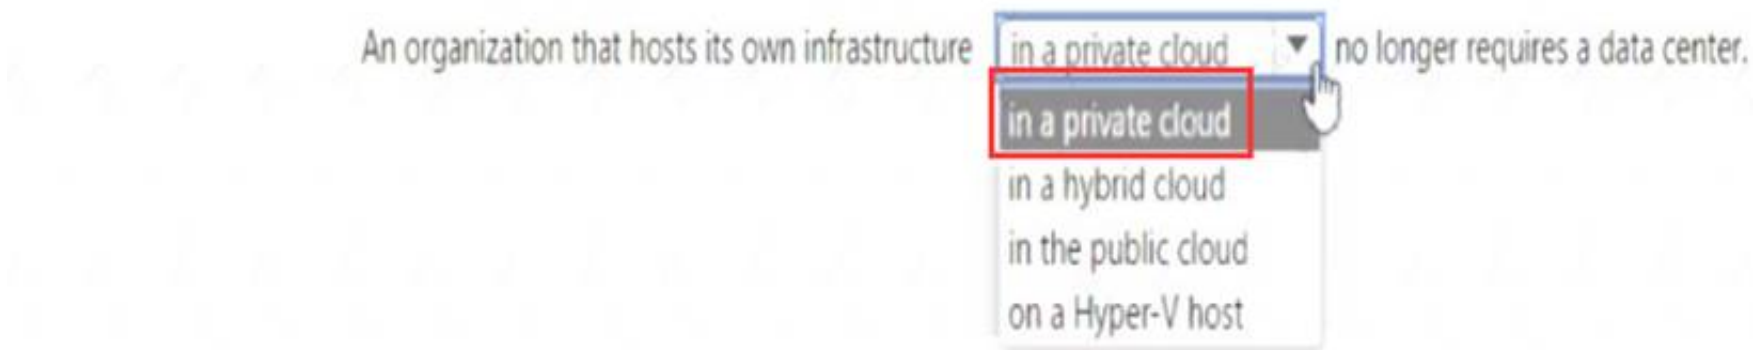 An organization that hosts its own infrastructure in a private cloud no longer requires a data center.
in a private cloud
in a hybrid cloud
in the public cloud
on a Hyper-V host